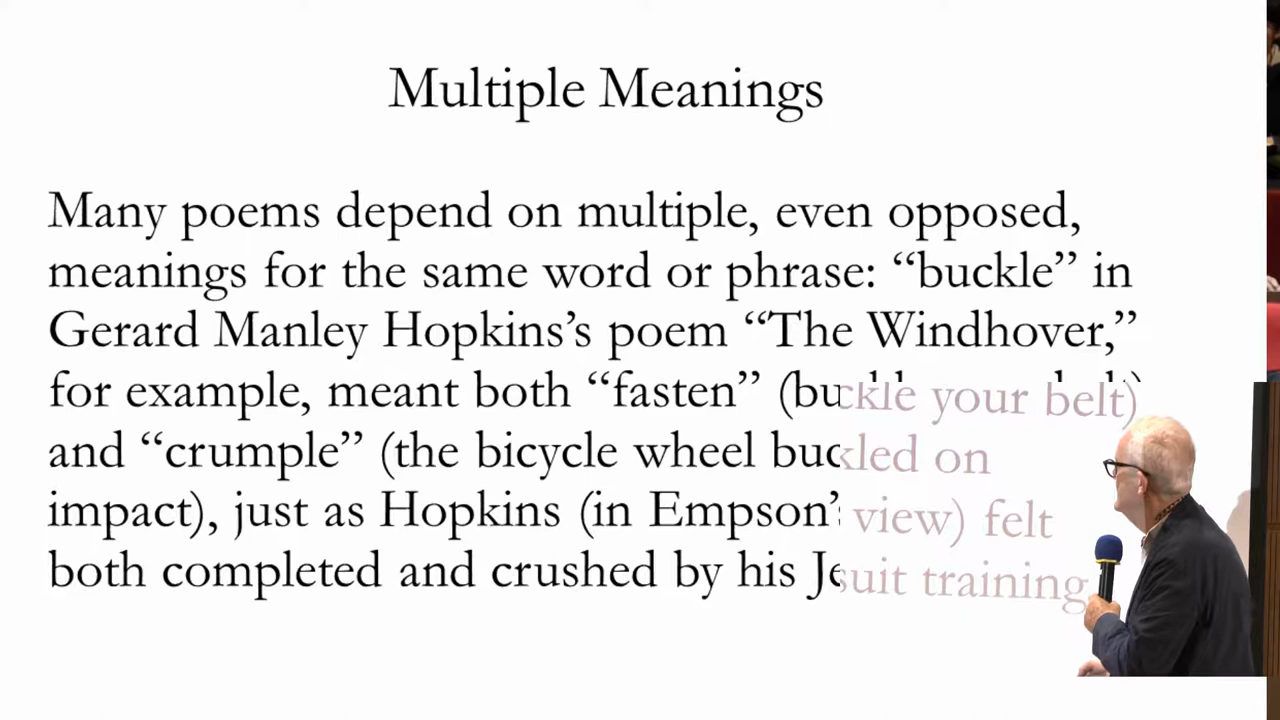 Multiple Meanings
Many poems depend on multiple, even opposed,
meanings for the same word or phrase: “buckle” in
Gerard Manley Hopkins’s poem “The Windhover,”
for example, meant both “fasten” (buckle your belt)
and “crumple” (the bicycle wheel buckled on
impact), just as Hopkins (in Empson’s view) felt
both completed and crushed by his Jesuit training